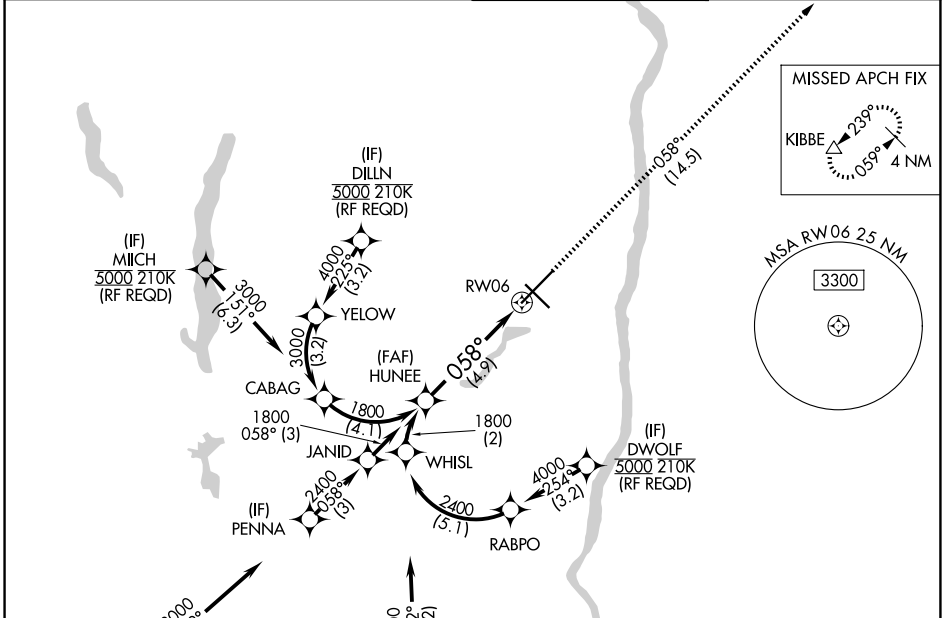 MISSED APCH FIX
KIBBE
239°
059°
4 NM
MSA RW06 25 NM
3300
058°
(14.5)
(IF)
DILLN
5000 210K
(RF REQD)
(IF)
MIICH
5000 210K
(RF REQD)
4000
225°
(3.2)
3000
151°
(6.3)
YELOW
3000
(3.2)
RW06
(FAF)
HUNEE
058°
(4.9)
CABAG
1800
(4.1)
1800
058° (3)
1800
(2)
JANID
WHISL
(IF)
DWOLF
5000 210K
(RF REQD)
4000
254°
(3.2)
2400
(5.1)
RABPO
2400
058°
(3)
(IF)
PENNA